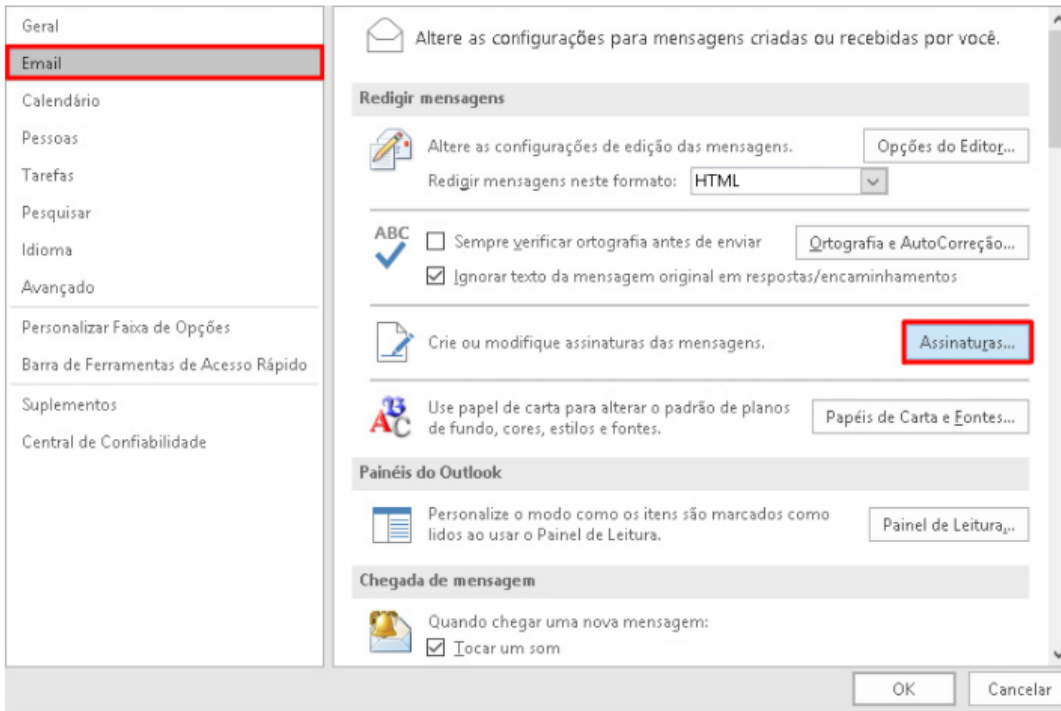 Geral
Email
Calendário
Pessoas
Tarefas
Pesquisar
Idioma
Avançado
Personalizar Faixa de Opções
Barra de Ferramentas de Acesso Rápido
Suplementos
Central de Confiabilidade
Altere as configurações para mensagens criadas ou recebidas por você.
Redigir mensagens
Altere as configurações de edição das mensagens.
Opções do Editor...
Redigir mensagens neste formato: HTML
ABC
Sempre verificar ortografia antes de enviar
Ortografia e AutoCorreção...
Ignorar texto da mensagem original em respostas/encaminhamentos
Crie ou modifique assinaturas das mensagens.
Assinaturas...
Use papel de carta para alterar o padrão de planos
de fundo, cores, estilos e fontes.
Papéis de Carta e Fontes...
Painéis do Outlook
Personalize o modo como os itens são marcados como
lidos ao usar o Painel de Leitura.
Painel de Leitura...
Chegada de mensagem
Quando chegar uma nova mensagem:
Tocar um som
OK
Cancelar